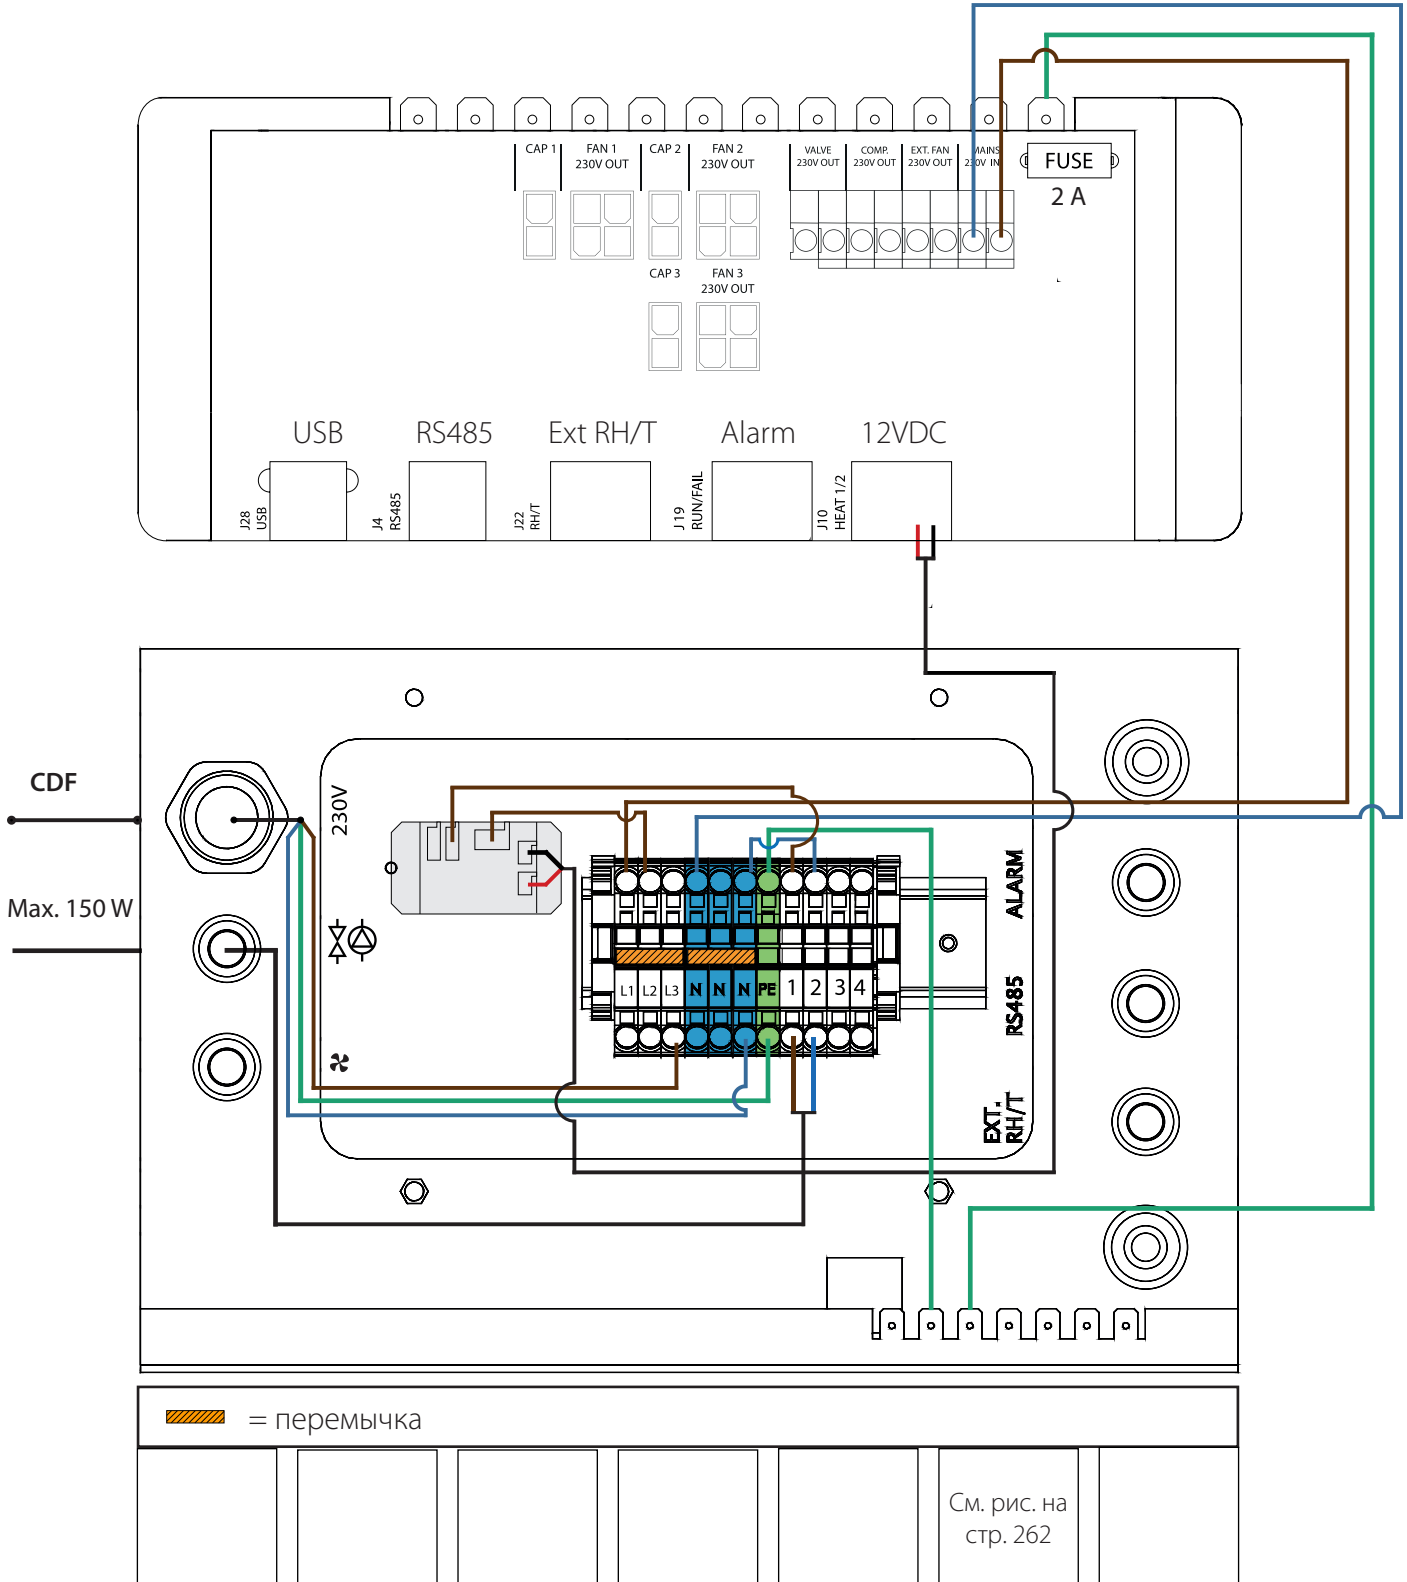 CAP 1
FAN 1
230V OUT
CAP 2
FAN 2
230V OUT
VALVE
230V OUT
COMP.
230V OUT
EXT. FAN
230V OUT
MAINS
230V IN
FUSE
2 A
CAP 3
FAN 3
230V OUT
USB
RS485
Ext RH/T
Alarm
12VDC
J28
USB
J4
RS485
J22
RH/T
J19
RUN/FAIL
J10
HEAT 1/2
CDF
230V
Max. 150 W
ALARM
L1 L2 L3 N N N PE 1 2 3 4
RS485
EXT.
RH/T
= перемычка
См. рис. на
стр. 262